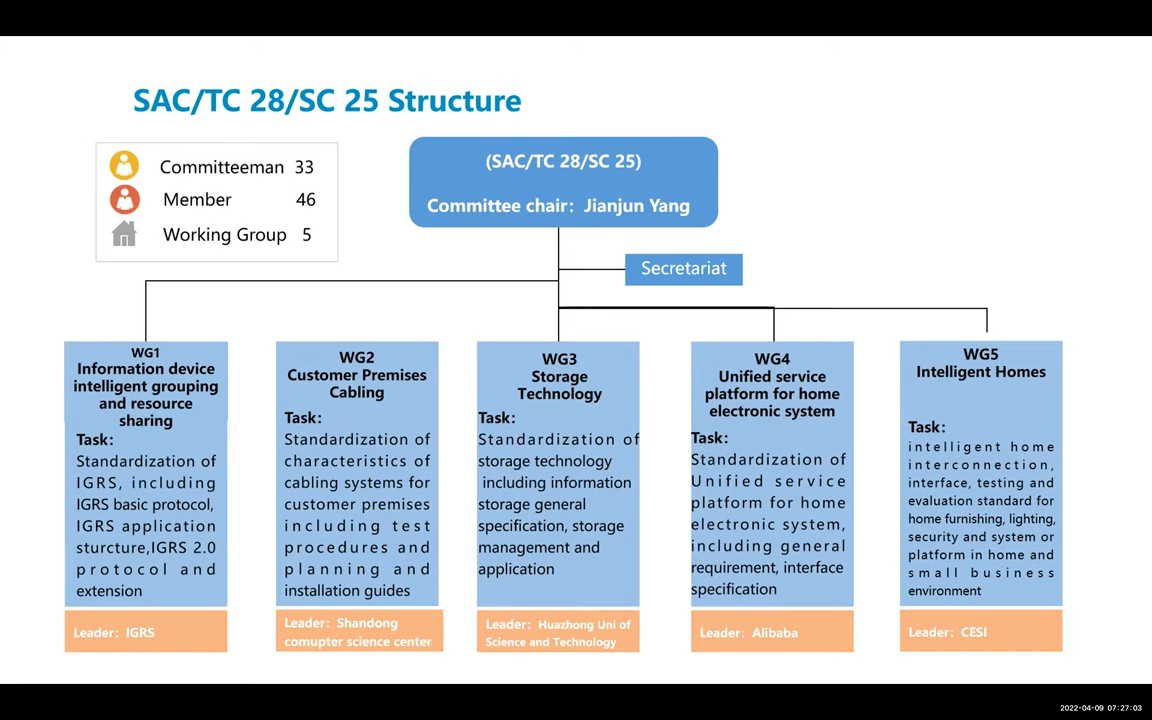 SAC/TC 28/SC 25 Structure
Committeeman 33
Member 46
Working Group 5
(SAC/TC 28/SC 25)
Committee chair: Jianjun Yang
Secretariat
WG1
Information device
intelligent grouping
and resource
sharing
Task:
Standardization of
IGRS, including
IGRS basic protocol,
IGRS application
sturcture,IGRS 2.0
protocol and
extension
Leader: IGRS
WG2
Customer Premises
Cabling
Task:
Standardization of
characteristics of
cabling systems for
customer premises
including test
procedures and
planning and
installation guides
Leader: Shandong
comupter science center
WG3
Storage
Technology
Task:
Standardization of
storage technology
including information
storage general
specification, storage
management and
application
Leader: Huazhong Uni of
Science and Technology
WG4
Unified service
platform for home
electronic system
Task:
Standardization of
Unified service
platform for home
electronic system,
including general
requirement, interface
specification
Leader: Alibaba
WG5
Intelligent Homes
Task:
intelligent home
interconnection,
interface, testing and
evaluation standard for
home furnishing, lighting,
security and system or
platform in home and
small business
environment
Leader: CESI
2022-04-09 07:27:03